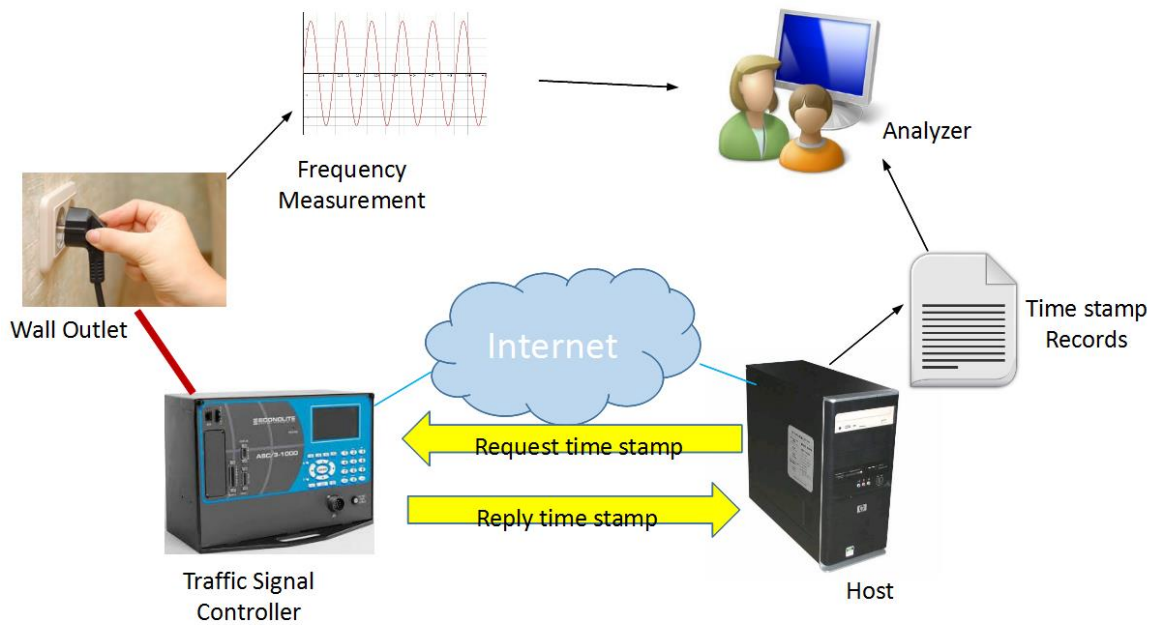 Frequency
Measurement
Analyzer
Wall Outlet
Internet
Time stamp
Records
ECONOLITE
ASC/3-1000
Request time stamp
Reply time stamp
Traffic Signal
Controller
hp
Host